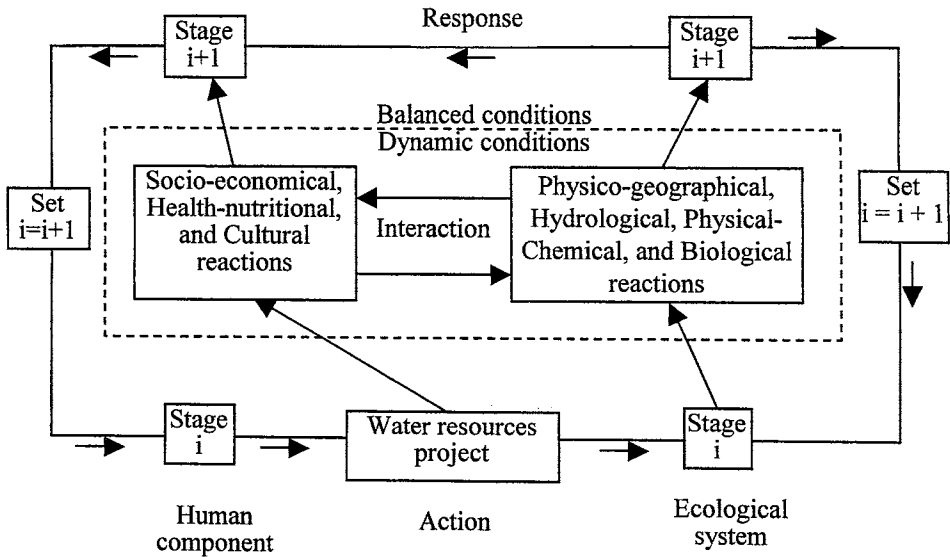 Response
Stage
i+1
Stage
i+1
Balanced conditions
Dynamic conditions
Socio-economical,
Health-nutritional,
and Cultural
reactions
Interaction
Physico-geographical,
Hydrological, Physical-
Chemical, and Biological
reactions
Set
i=i+1
Set
i = i + 1
Stage
i
Water resources
project
Stage
i
Human
component
Action
Ecological
system